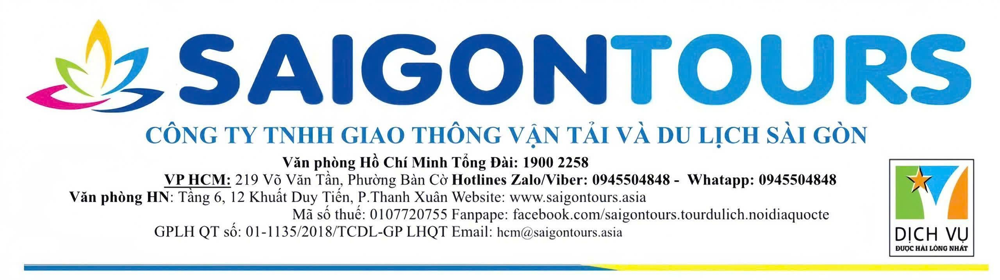 SAIGONTOURS
CÔNG TY TNHH GIAO THÔNG VẬN TẢI VÀ DU LỊCH SÀI GÒN
Văn phòng Hồ Chí Minh Tổng Đài: 1900 2258
VP HCM: 219 Võ Văn Tần, Phường Bàn Cờ Hotlines Zalo/Viber: 0945504848 - Whatapp: 0945504848
Văn phòng HN: Tầng 6, 12 Khuất Duy Tiến, P.Thanh Xuân Website: www.saigontours.asia
Mã số thuế: 0107720755 Fanpape: facebook.com/saigontours.tourdulich.noidiaquocte
GPLH QT số: 01-1135/2018/TCDL-GP LHQT Email: hcm@saigontours.asia
DỊCH VỤ
ĐƯỢC HÀI LÒNG NHẤT